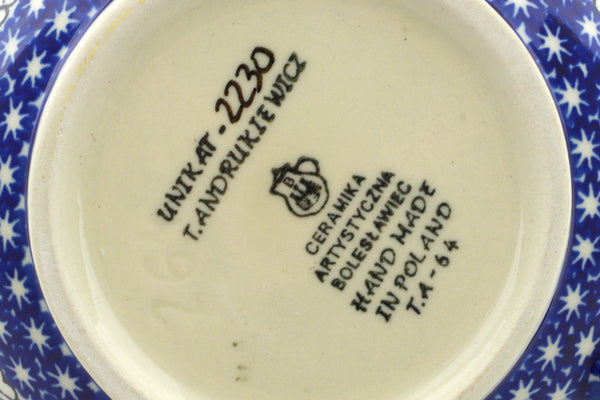 UNIKAT - 2230
T. ANDRUKIEWICZ
CERAMIKA
ARTYSTYCZNA
BOLESŁAWIEC
HAND MADE
IN POLAND
T.A - 64